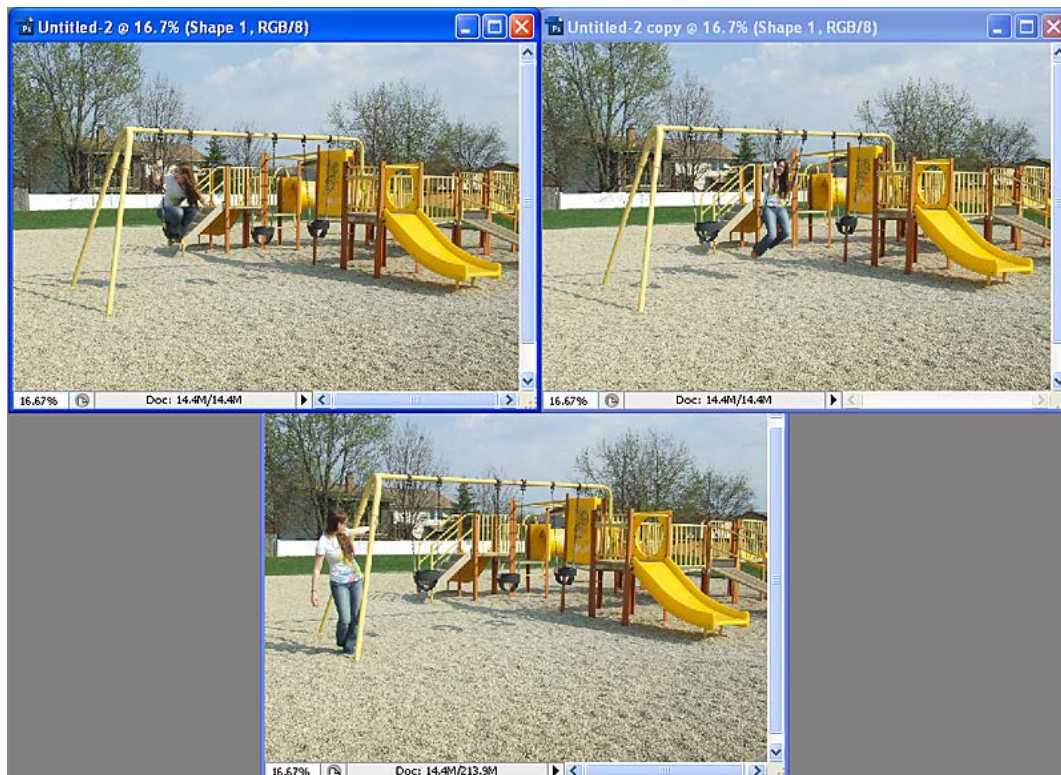 Ps Untitled-2 @ 16.7% (Shape 1, RGB/8)
Ps Untitled-2 copy @ 16.7% (Shape 1, RGB/8)
16.67% Doc: 14.4M/14.4M
16.67% Doc: 14.4M/14.4M
16.67% Doc: 14.4M/213.9M